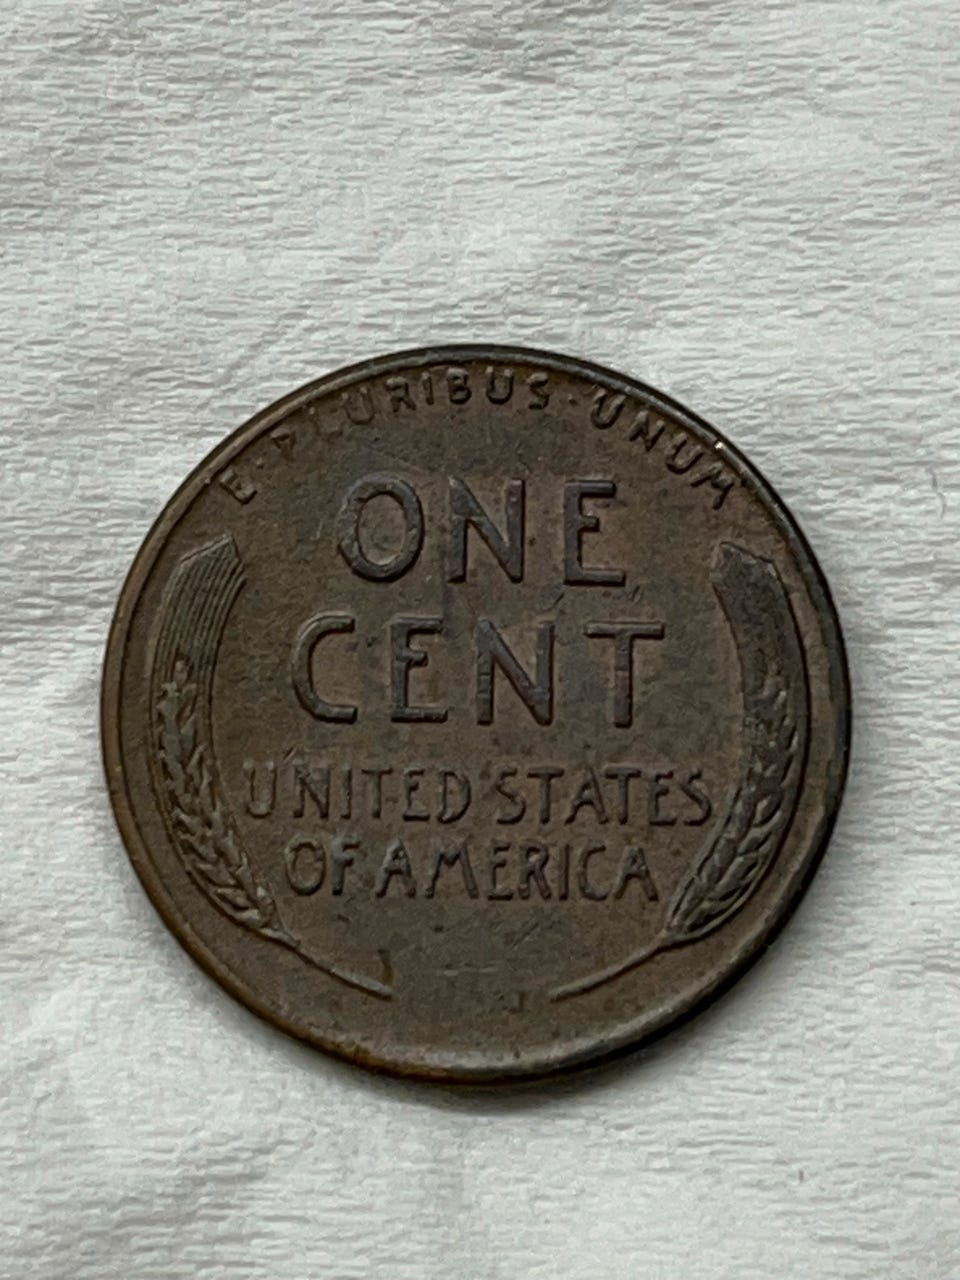 E · PLURIBUS · UNUM
ONE
CENT
UNITED STATES
OF AMERICA